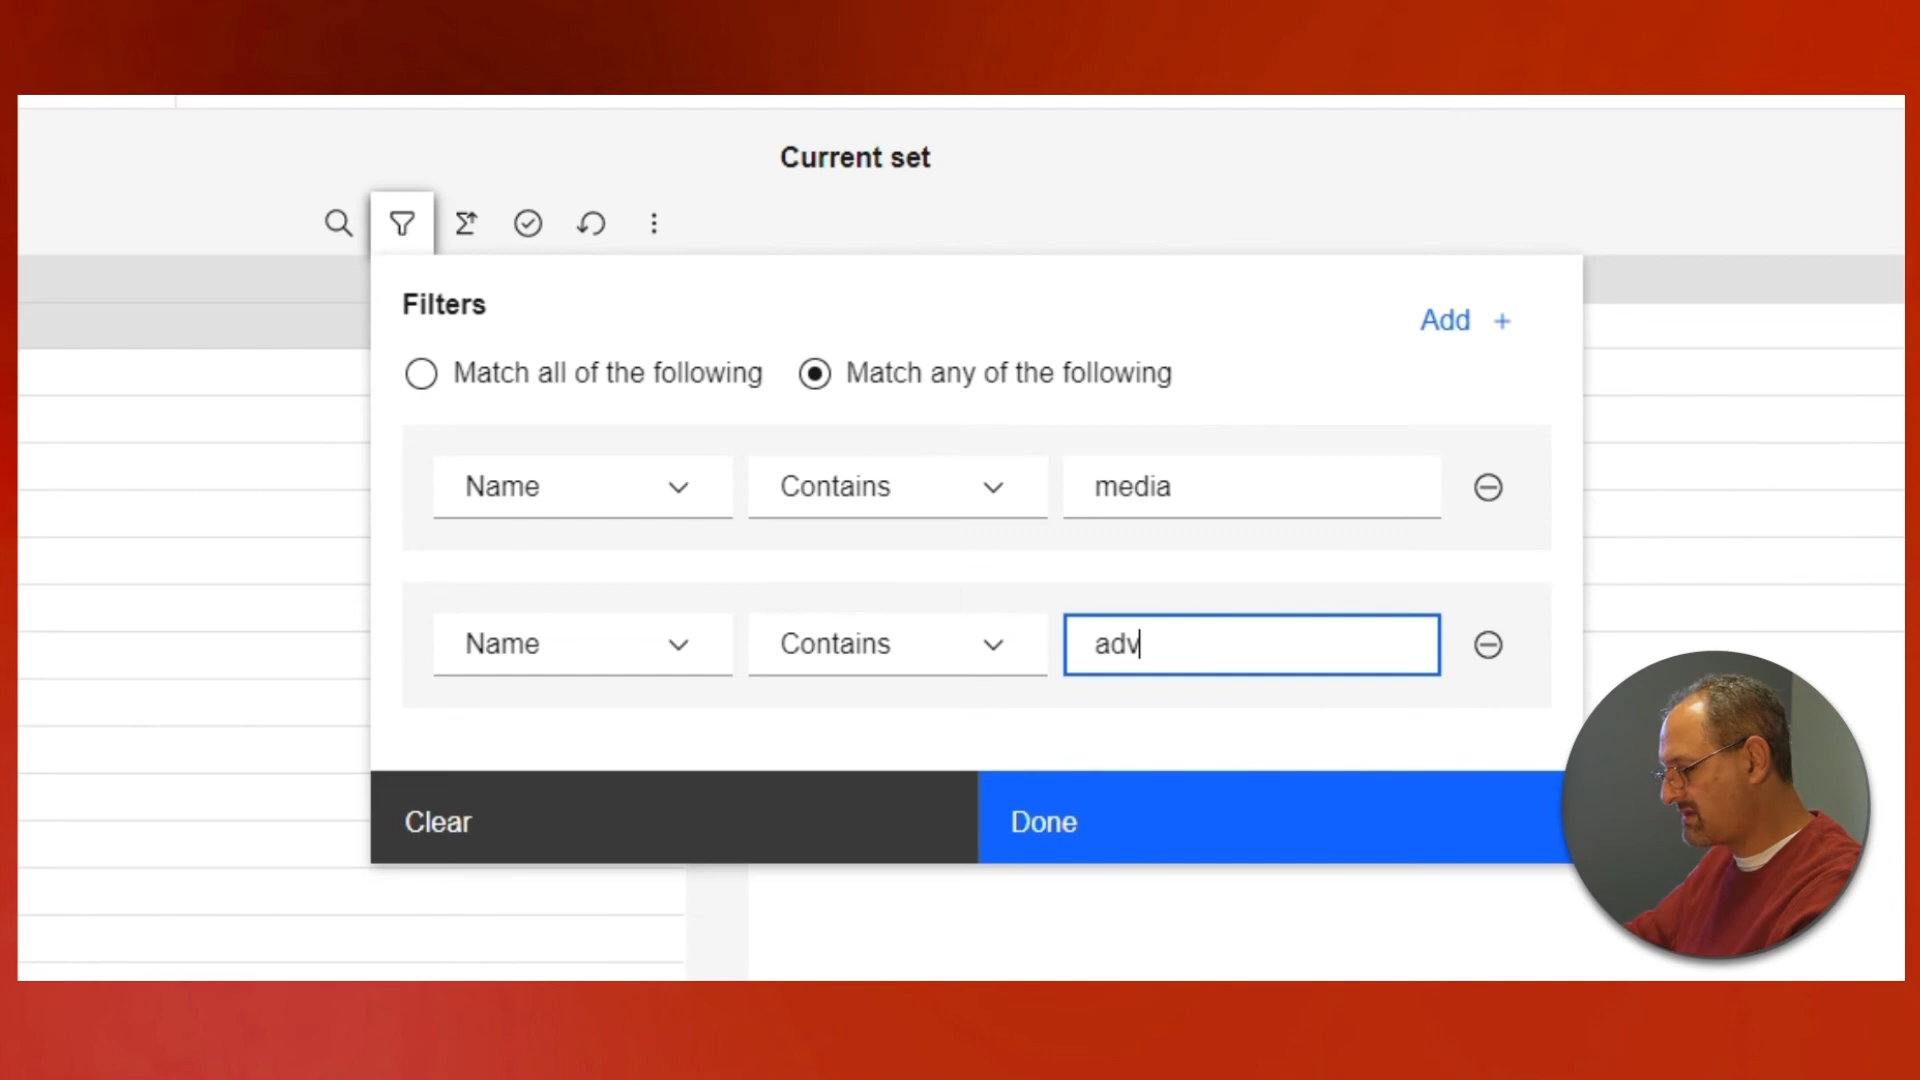 Current set
Filters
Add +
Match all of the following Match any of the following
Name Contains media
Name Contains adv
Clear Done